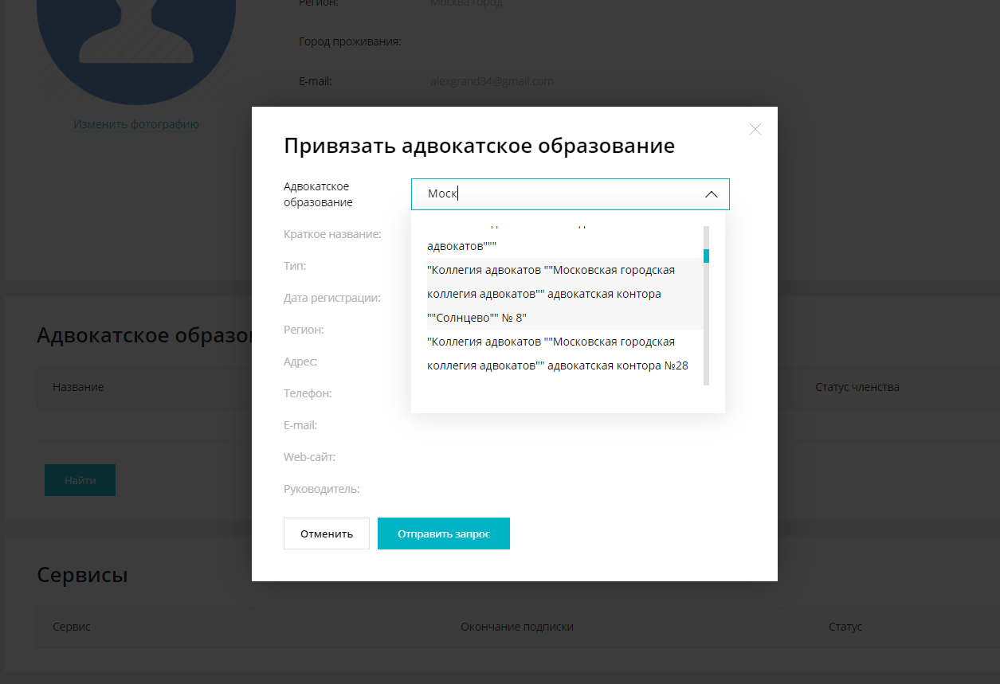 Регион:
Москва город
Город проживания:
E-mail:
alexgrand34@gmail.com
Изменить фотографию
Привязать адвокатское образование
Адвокатское
образование
Моск
адвокатов"""
"Коллегия адвокатов ""Московская городская
коллегия адвокатов"" адвокатская контора
""Солнцево"" № 8"
"Коллегия адвокатов ""Московская городская
коллегия адвокатов"" адвокатская контора №28
Краткое название:
Тип:
Дата регистрации:
Регион:
Адрес:
Телефон:
E-mail:
Web-сайт:
Руководитель:
Отменить
Отправить запрос
Адвокатское
Название
Статус членства
Найти
Сервисы
Сервис
Окончание подписки
Статус